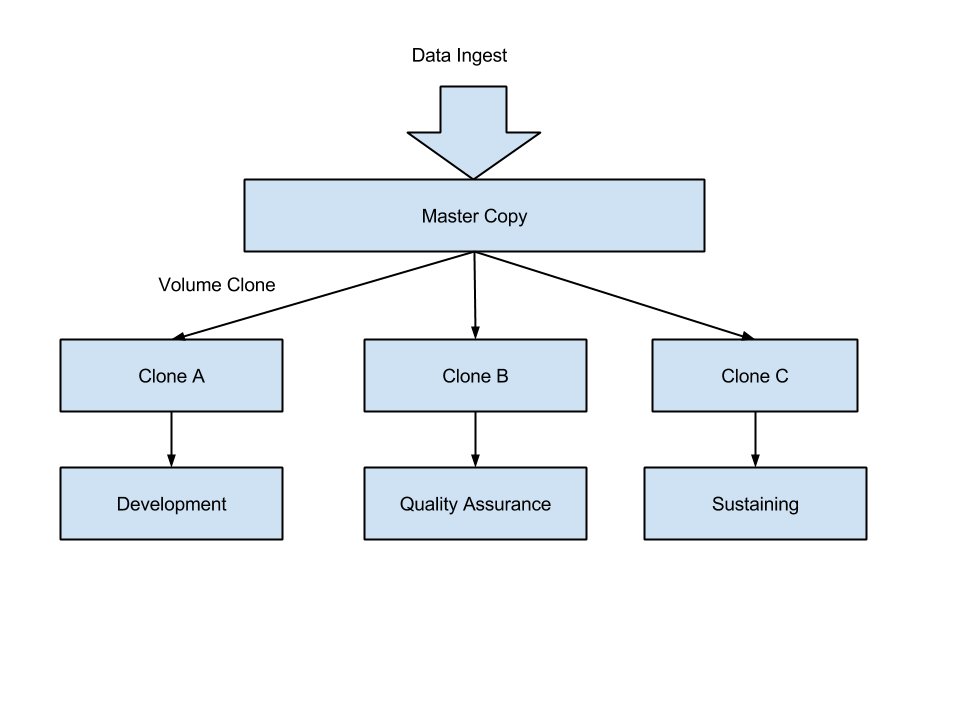 Data Ingest
Master Copy
Volume Clone
Clone A
Clone B
Clone C
Development
Quality Assurance
Sustaining